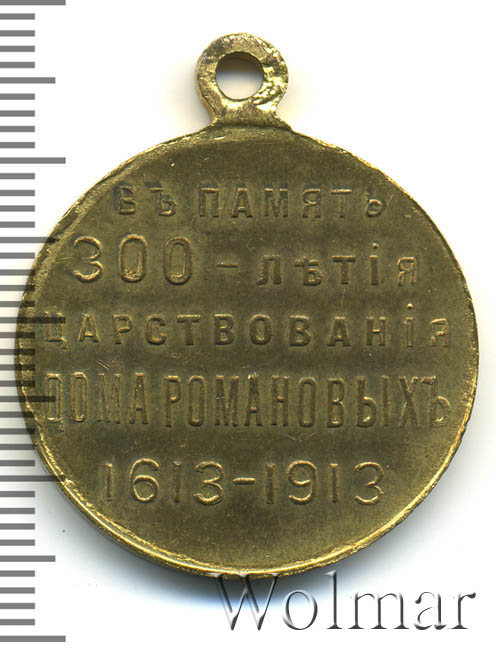 ВЪ ПАМЯТЬ
300-лѣтія
ЦАРСТВОВАНІЯ
ДОМА РОМАНОВЫХЪ
1613-1913
Wolmar